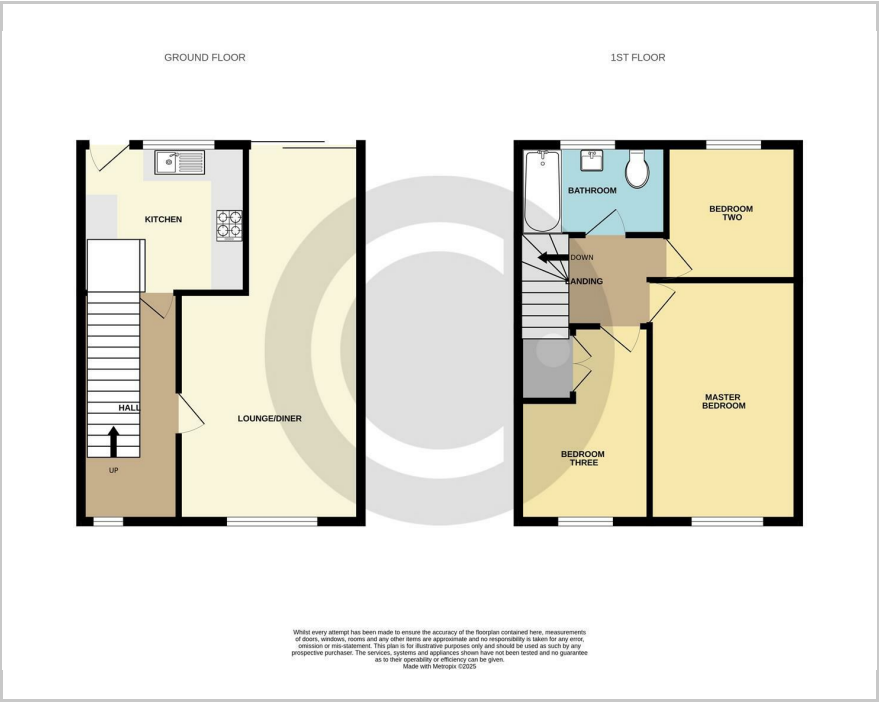 GROUND FLOOR
1ST FLOOR
KITCHEN
HALL
UP
LOUNGE/DINER
BATHROOM
BEDROOM
TWO
DOWN
LANDING
MASTER
BEDROOM
BEDROOM
THREE
Whilst every attempt has been made to ensure the accuracy of the floorplan contained here, measurements
of doors, windows, rooms and any other items are approximate and no responsibility is taken for any error,
omission or mis-statement. This plan is for illustrative purposes only and should be used as such by any
prospective purchaser. The services, systems and appliances shown have not been tested and no guarantee
as to their operability or efficiency can be given.
Made with Metropix ©2025